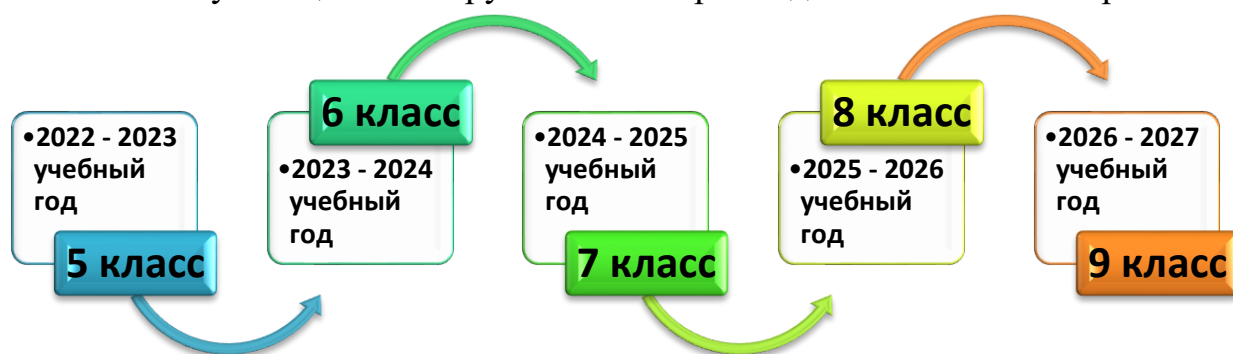 •2022 - 2023
учебный
год
5 класс
6 класс
•2023 - 2024
учебный
год
•2024 - 2025
учебный
год
7 класс
8 класс
•2025 - 2026
учебный
год
•2026 - 2027
учебный
год
9 класс